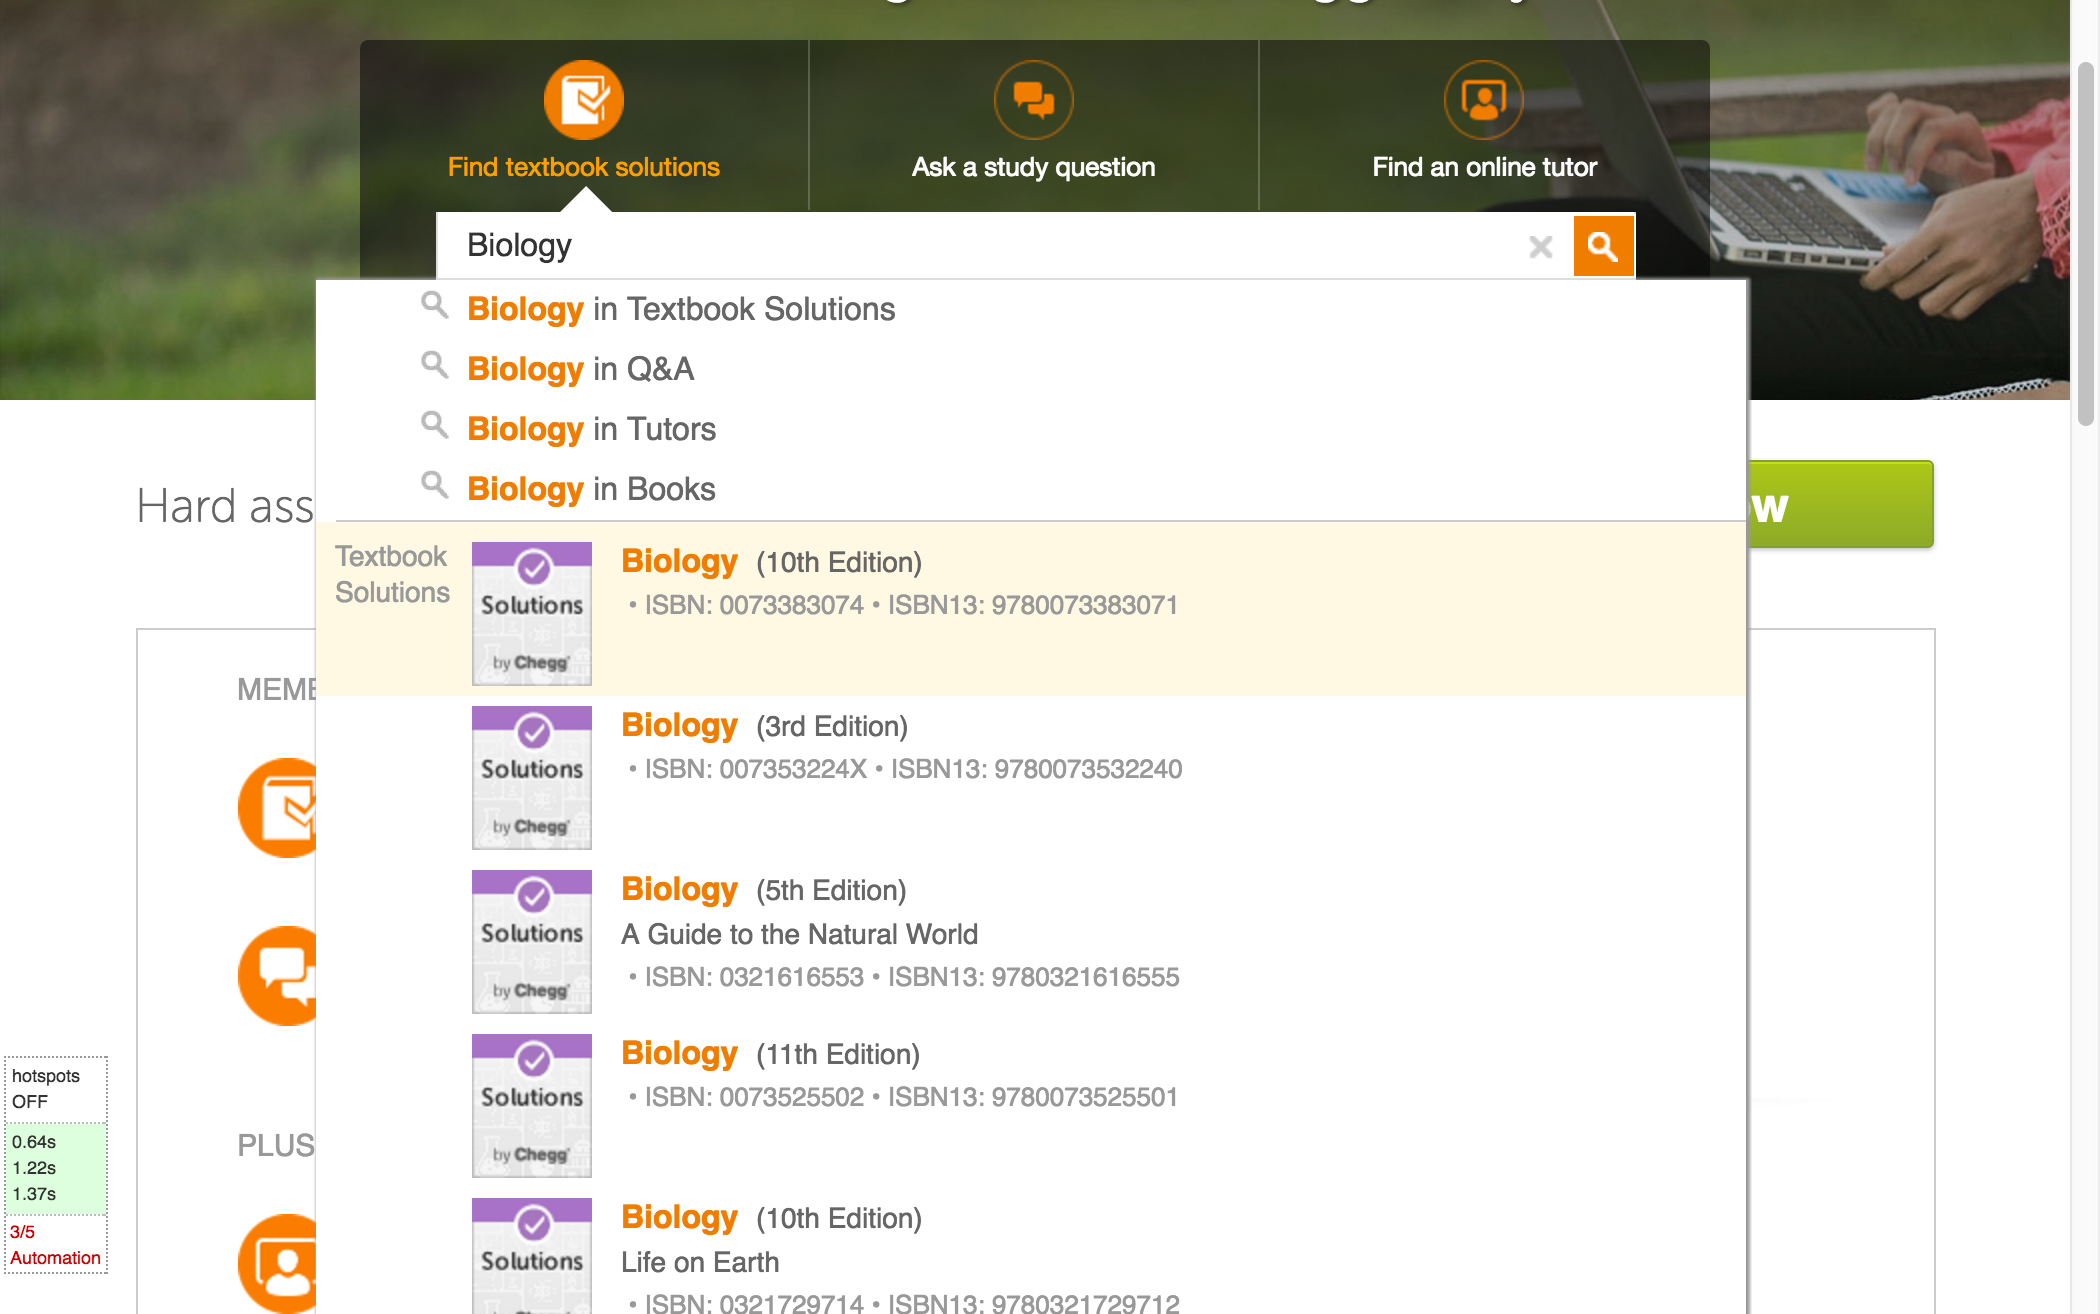 Find textbook solutions
Ask a study question
Find an online tutor
Biology
Biology in Textbook Solutions
Biology in Q&A
Biology in Tutors
Biology in Books
Hard ass
ow
Textbook
Solutions
Solutions
by Chegg
Biology (10th Edition)
• ISBN: 0073383074 • ISBN13: 9780073383071
MEME
Solutions
by Chegg
Biology (3rd Edition)
• ISBN: 007353224X • ISBN13: 9780073532240
Solutions
by Chegg
Biology (5th Edition)
A Guide to the Natural World
• ISBN: 0321616553 • ISBN13: 9780321616555
Solutions
by Chegg
Biology (11th Edition)
• ISBN: 0073525502 • ISBN13: 9780073525501
PLUS
Solutions
Biology (10th Edition)
Life on Earth
• ISBN: 0321729714 • ISBN13: 9780321729712
hotspots
OFF
0.64s
1.22s
1.37s
3/5
Automation